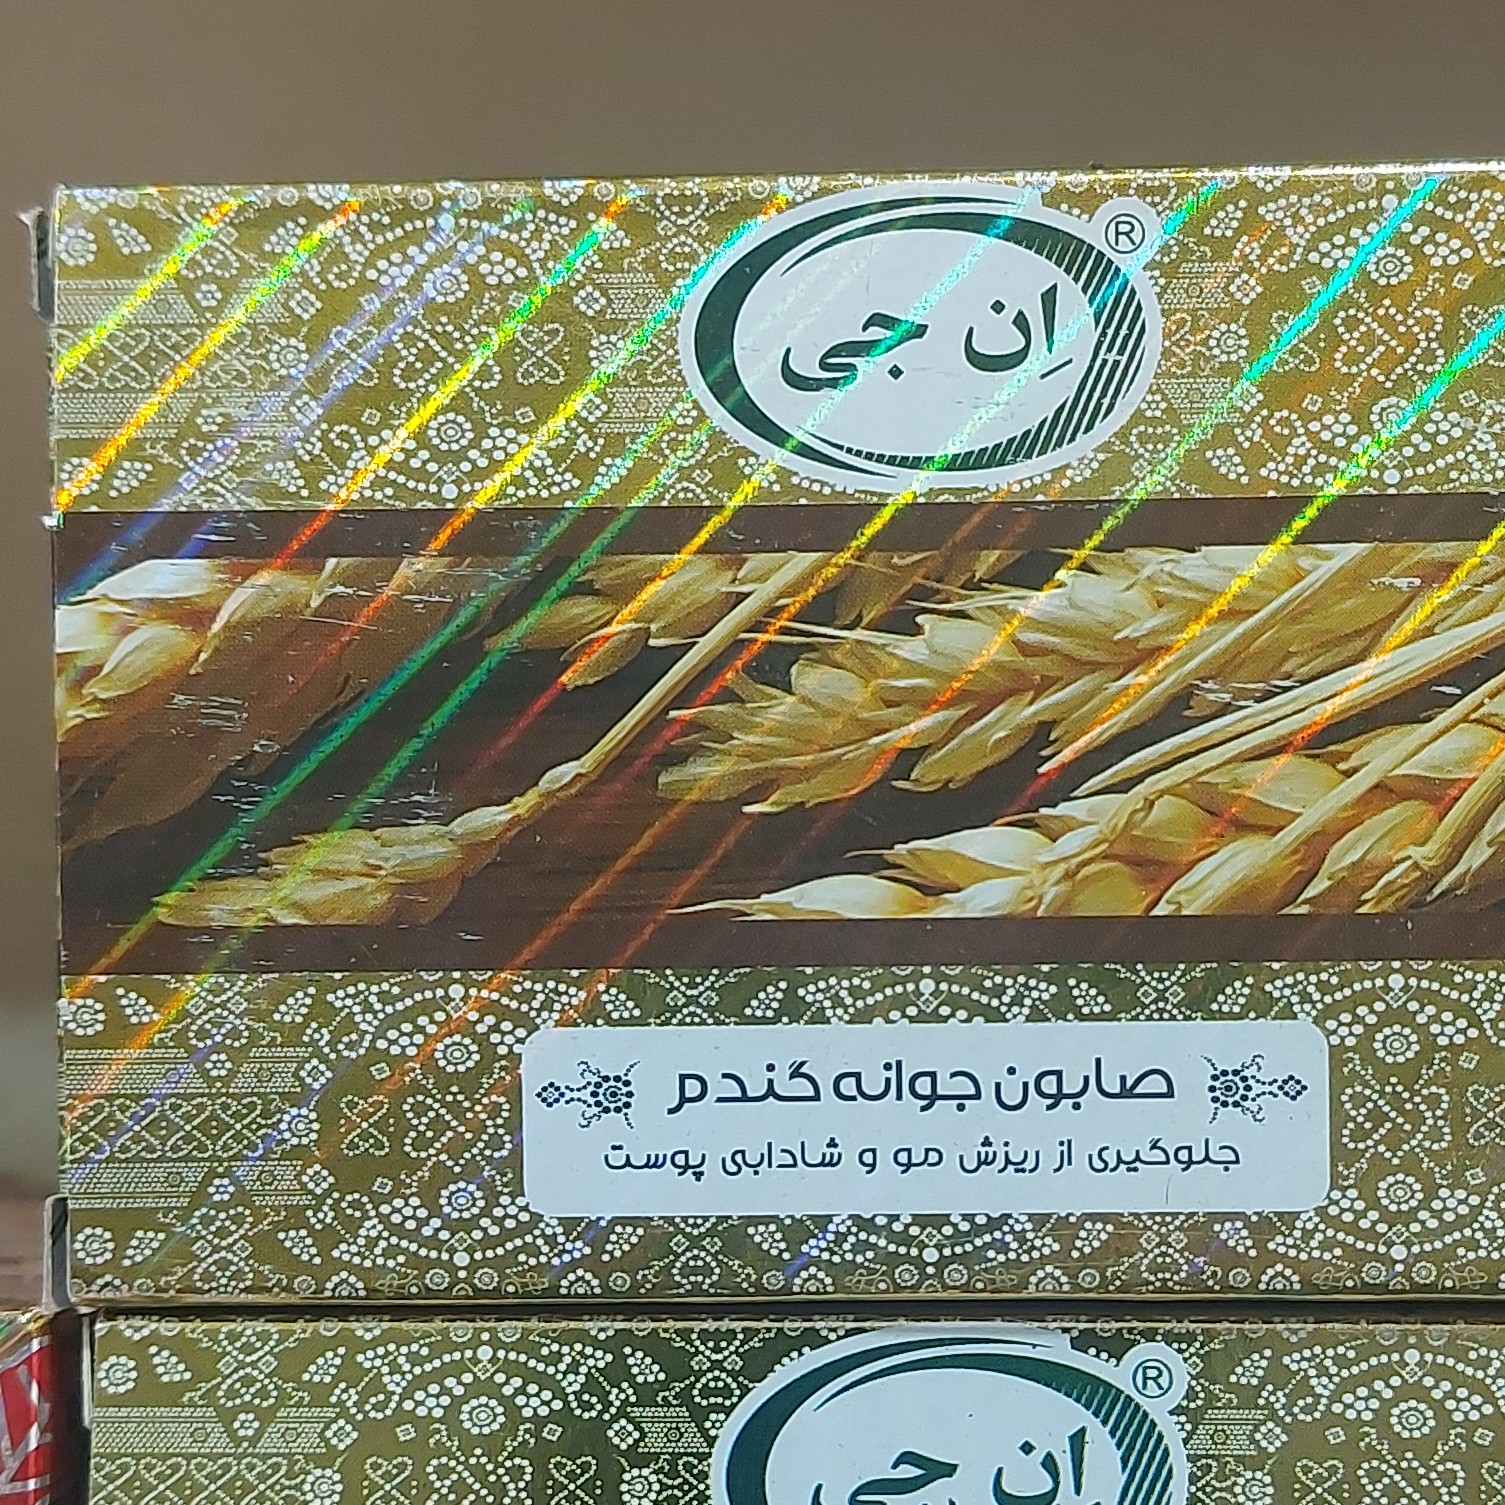 اِن جی ®
صابون جوانه گندم
جلوگیری از ریزش مو و شادابی پوست
اِن جی ®